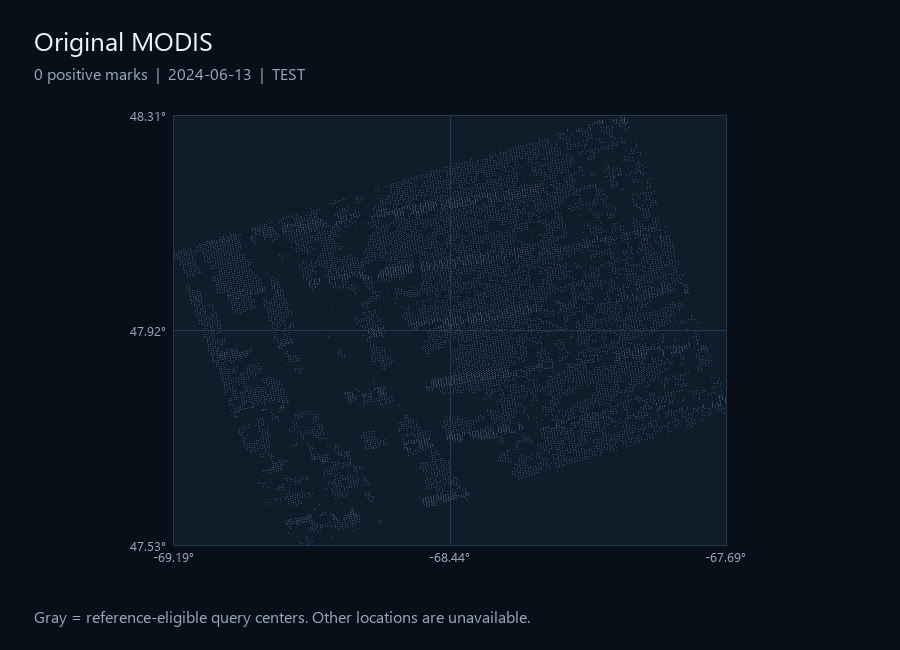 Original MODIS
0 positive marks | 2024-06-13 | TEST
48.31°
47.92°
47.53°
-69.19° -68.44° -67.69°
Gray = reference-eligible query centers. Other locations are unavailable.